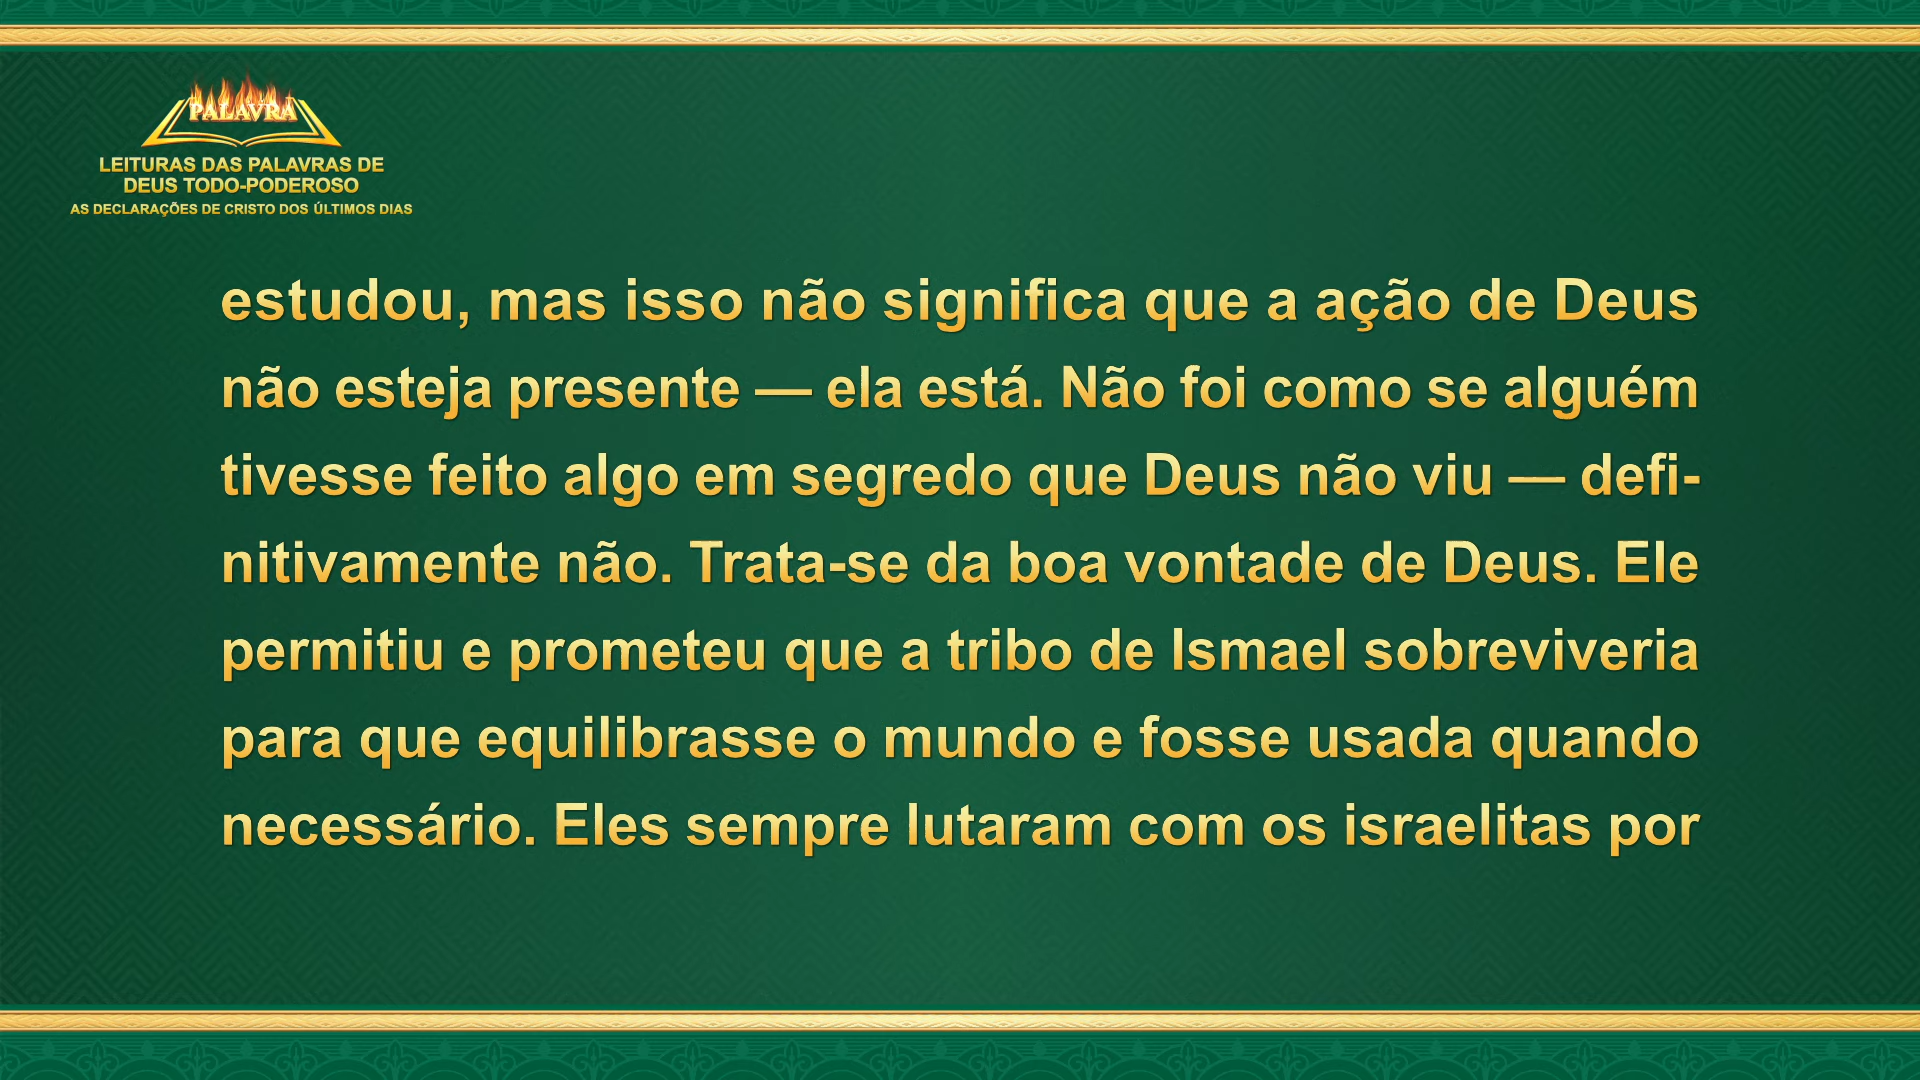 PALAVRA
LEITURAS DAS PALAVRAS DE
DEUS TODO-PODEROSO
AS DECLARAÇÕES DE CRISTO DOS ÚLTIMOS DIAS
estudou, mas isso não significa que a ação de Deus
não esteja presente — ela está. Não foi como se alguém
tivesse feito algo em segredo que Deus não viu — defi-
nitivamente não. Trata-se da boa vontade de Deus. Ele
permitiu e prometeu que a tribo de Ismael sobreviveria
para que equilibrasse o mundo e fosse usada quando
necessário. Eles sempre lutaram com os israelitas por